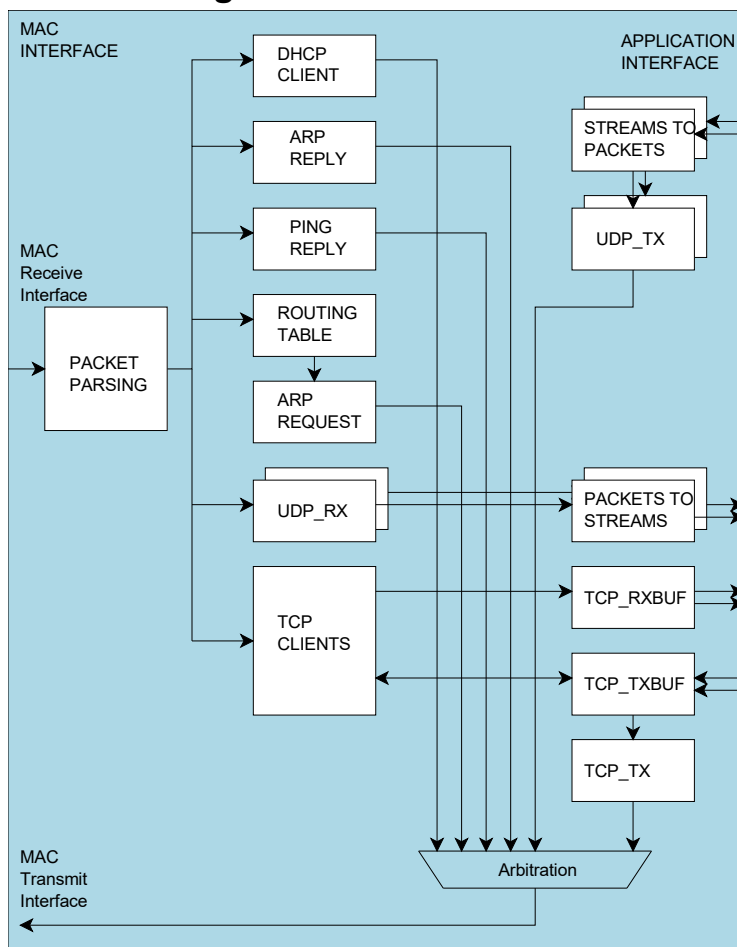 MAC
INTERFACE
DHCP
CLIENT
APPLICATION
INTERFACE
STREAMS TO
PACKETS
ARP
REPLY
PING
REPLY
UDP_TX
MAC
Receive
Interface
ROUTING
TABLE
PACKET
PARSING
ARP
REQUEST
UDP_RX
PACKETS TO
STREAMS
TCP
CLIENTS
TCP_RXBUF
TCP_TXBUF
TCP_TX
MAC
Transmit
Interface
Arbitration